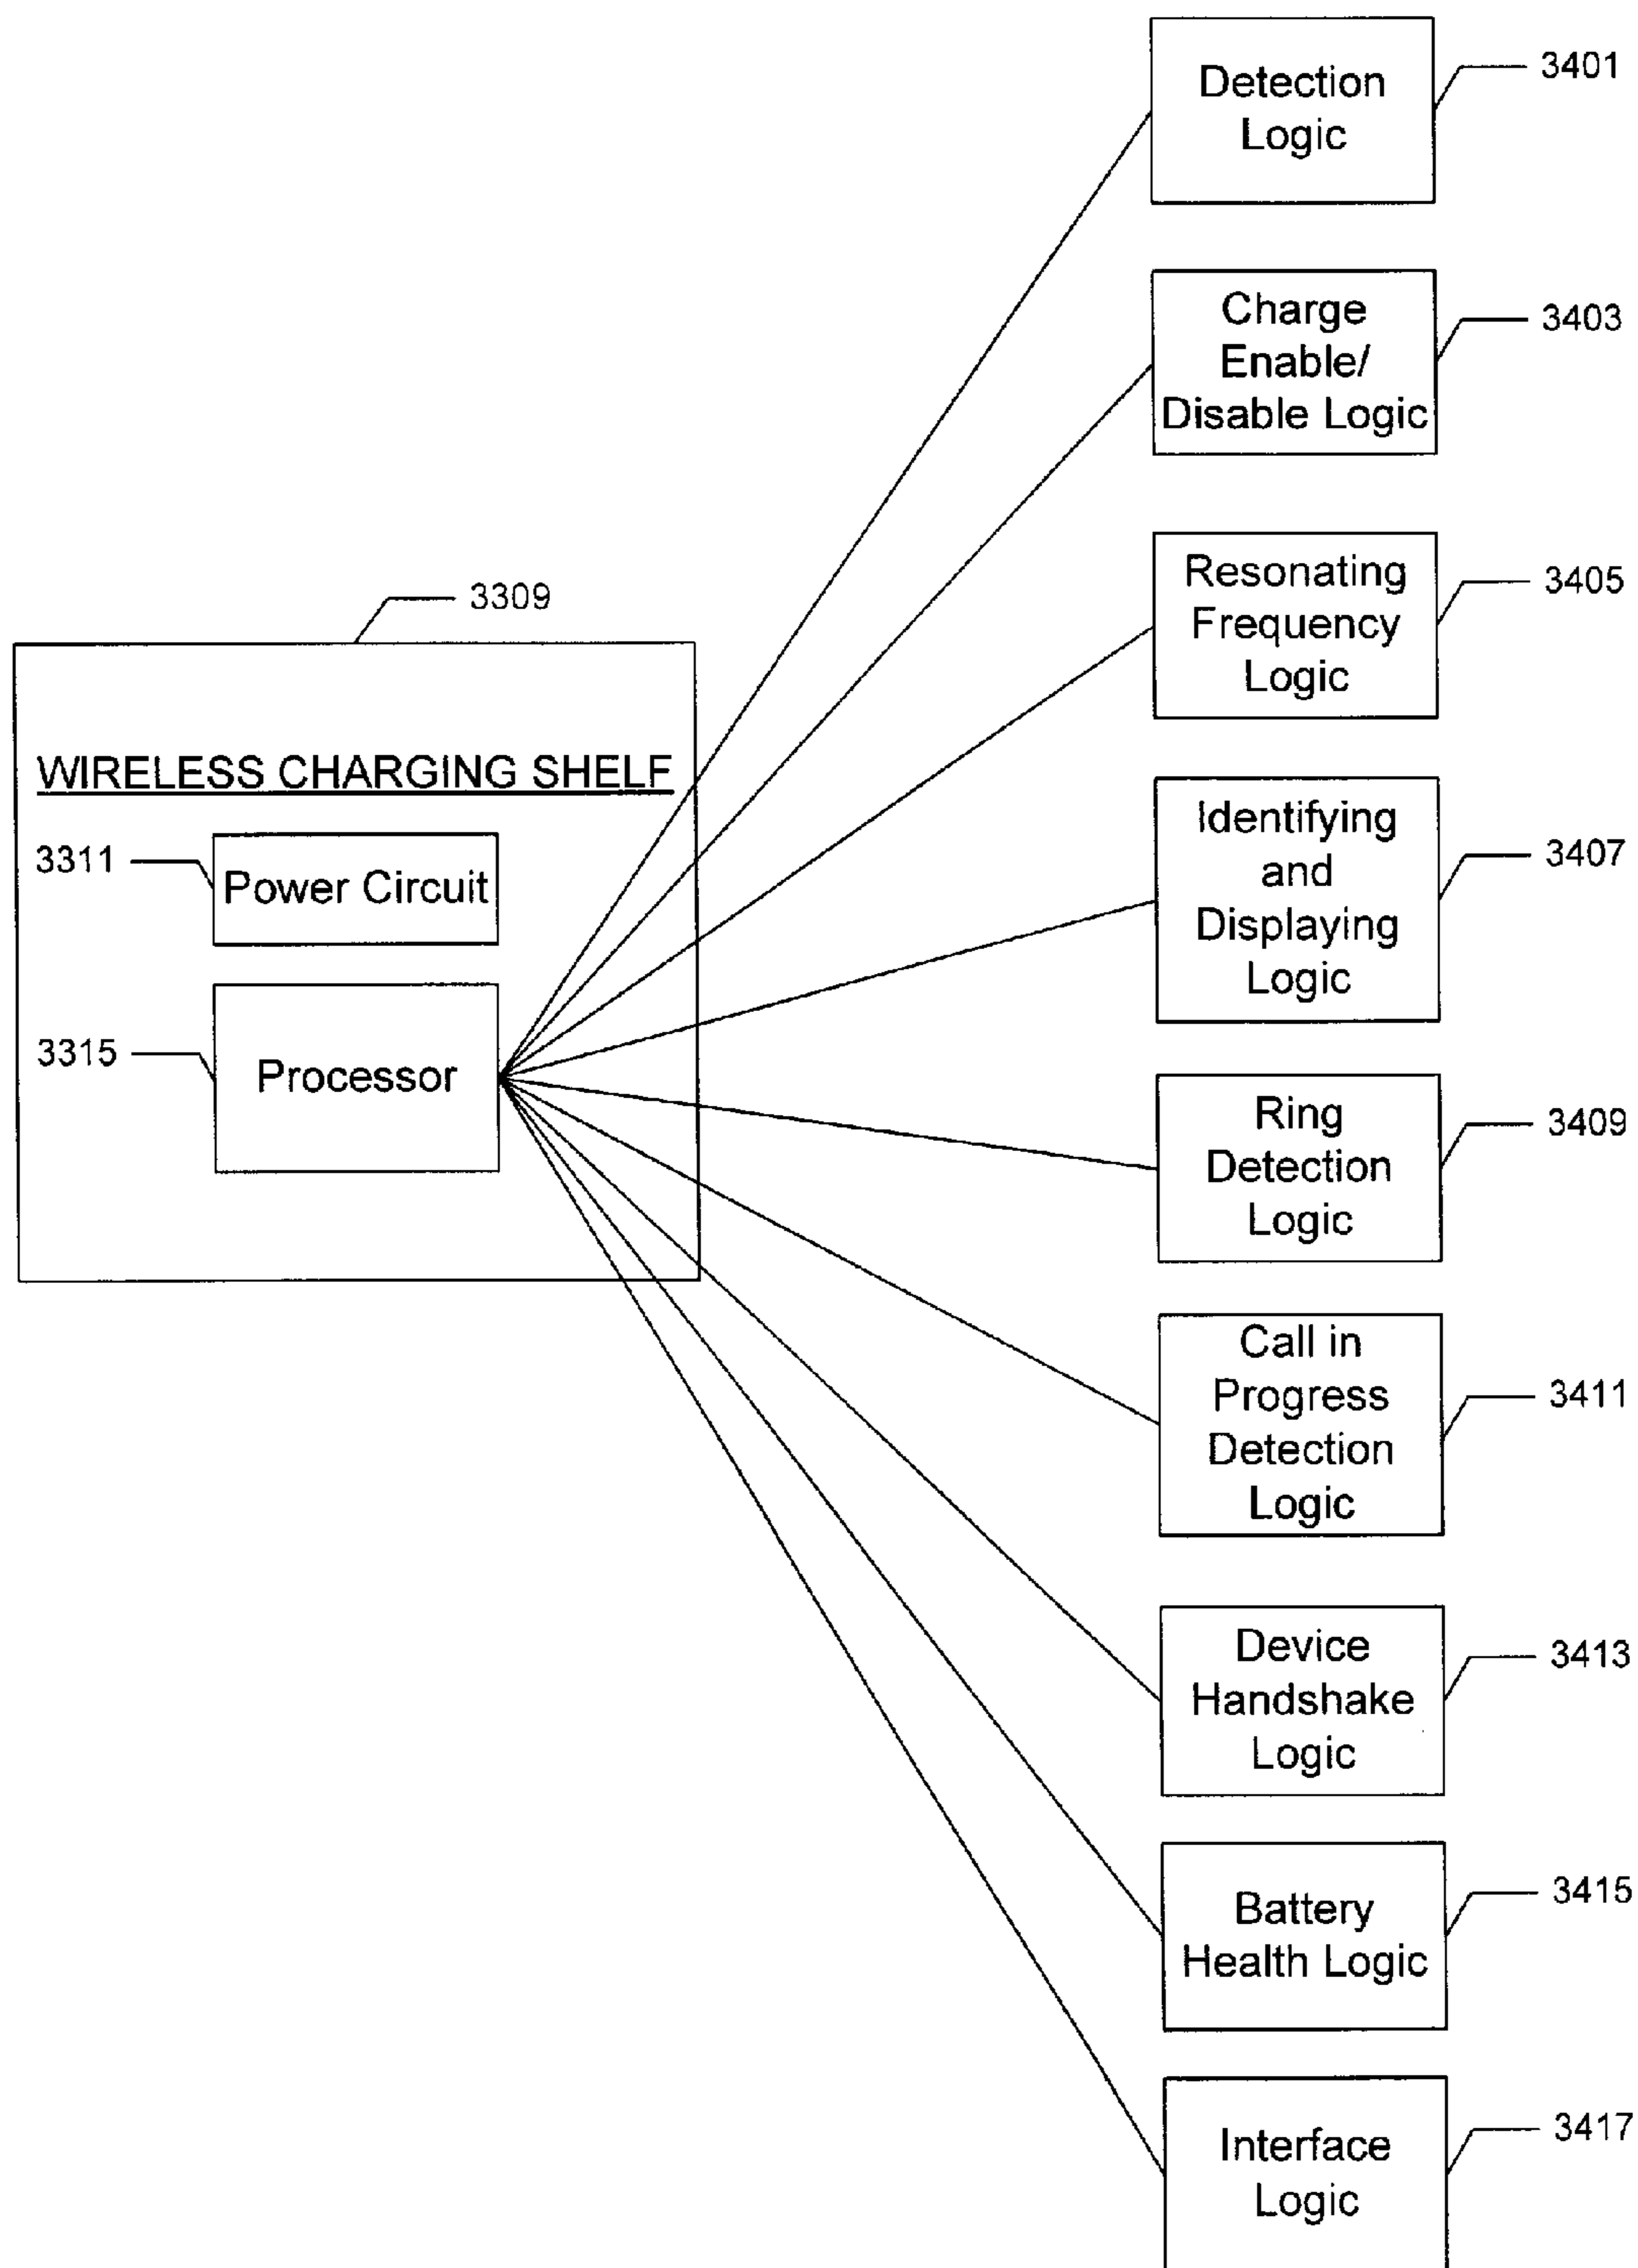 Detection
Logic
3401
Charge
Enable/
Disable Logic
3403
Resonating
Frequency
Logic
3405
3309
WIRELESS CHARGING SHELF
3311
Power Circuit
3315
Processor
Identifying
and
Displaying
Logic
3407
Ring
Detection
Logic
3409
Call in
Progress
Detection
Logic
3411
Device
Handshake
Logic
3413
Battery
Health Logic
3415
Interface
Logic
3417